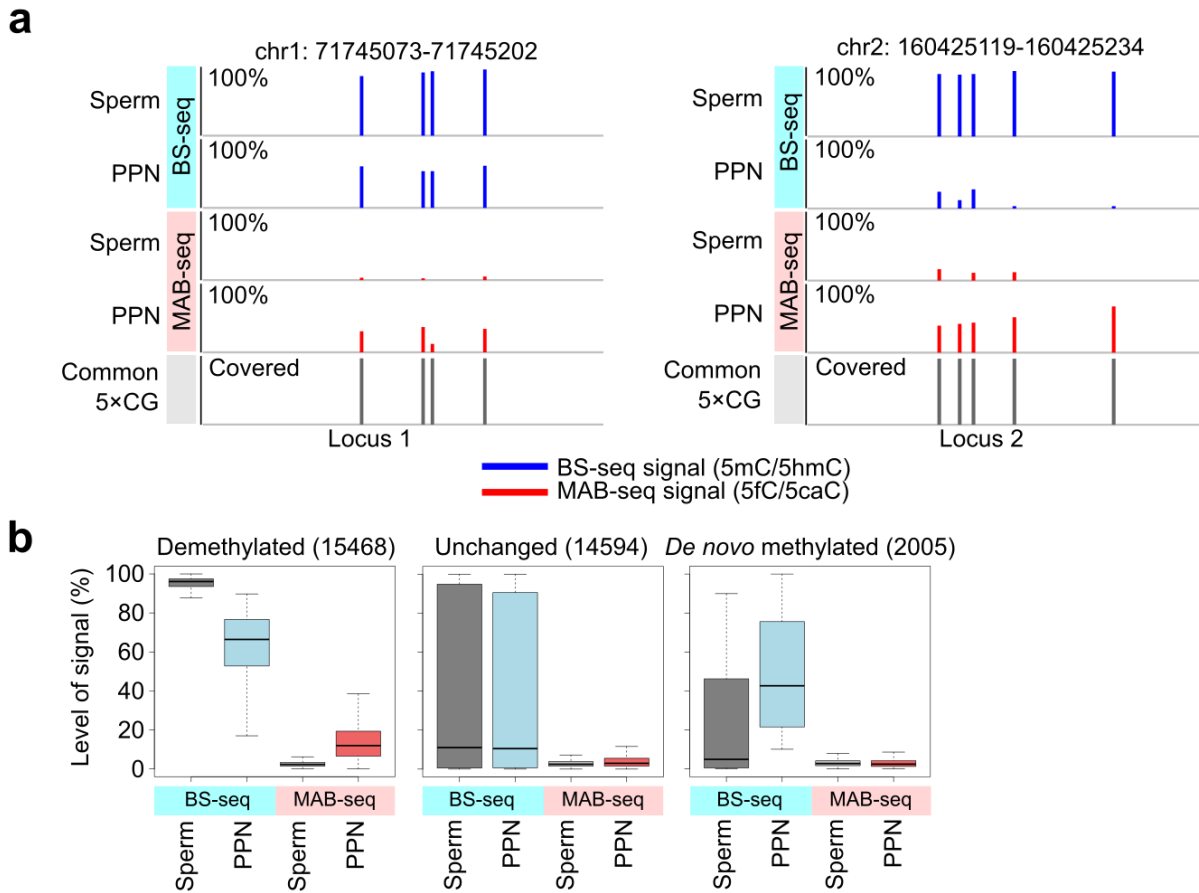 a
chr1: 71745073-71745202
chr2: 160425119-160425234
Sperm
BS-seq
100%
PPN
100%
Sperm
MAB-seq
100%
PPN
100%
Common
5×CG
Covered
Locus 1
Sperm
BS-seq
100%
PPN
100%
Sperm
MAB-seq
100%
PPN
100%
Common
5×CG
Covered
Locus 2
BS-seq signal (5mC/5hmC)
MAB-seq signal (5fC/5caC)
b
Demethylated (15468)
Unchanged (14594)
De novo methylated (2005)
Level of signal (%)
100
80
60
40
20
0
BS-seq MAB-seq
BS-seq MAB-seq
BS-seq MAB-seq
Sperm PPN Sperm PPN
Sperm PPN Sperm PPN
Sperm PPN Sperm PPN